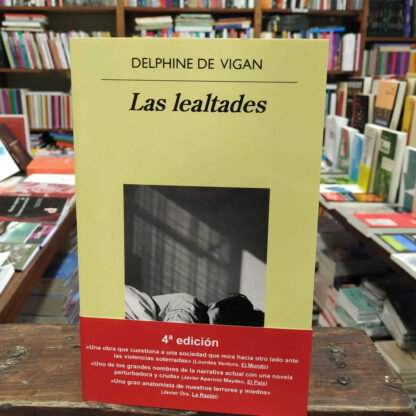 DELPHINE DE VIGAN
Las lealtades
4ª edición
«Una obra que cuestiona a una sociedad que mira hacia otro lado ante
las violencias soterradas» (Lourdes Ventura, El Mundo)
«Uno de los grandes nombres de la narrativa actual con una novela
perturbadora y cruda» (Javier Aparicio Maydeu, El País)
«Una gran anatomista de nuestros terrores y miedos»
(Javier Ors, La Razón)